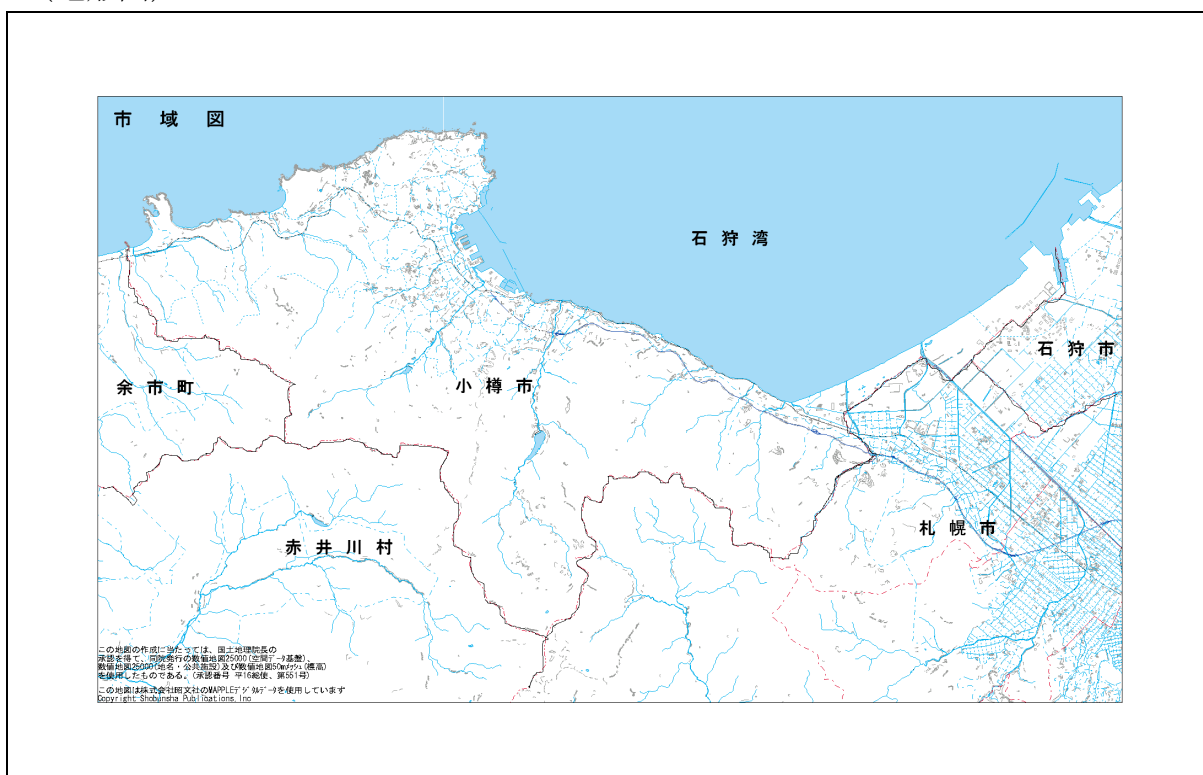 市域図
石狩湾
石狩市
余市町
小樽市
札幌市
赤井川村
この地図の作成に当たっては、国土地理院長の
承認を得て、同院発行の数値地図25000(空間データ基盤)、
数値地図25000(地名・公共施設)及び数値地図50mメッシュ(標高)
を使用したものである。(承認番号 平16総使、第551号)
この地図は株式会社昭文社のMAPPLEデジタルデータを使用しています
Copyright Shobunsha Publications, Inc